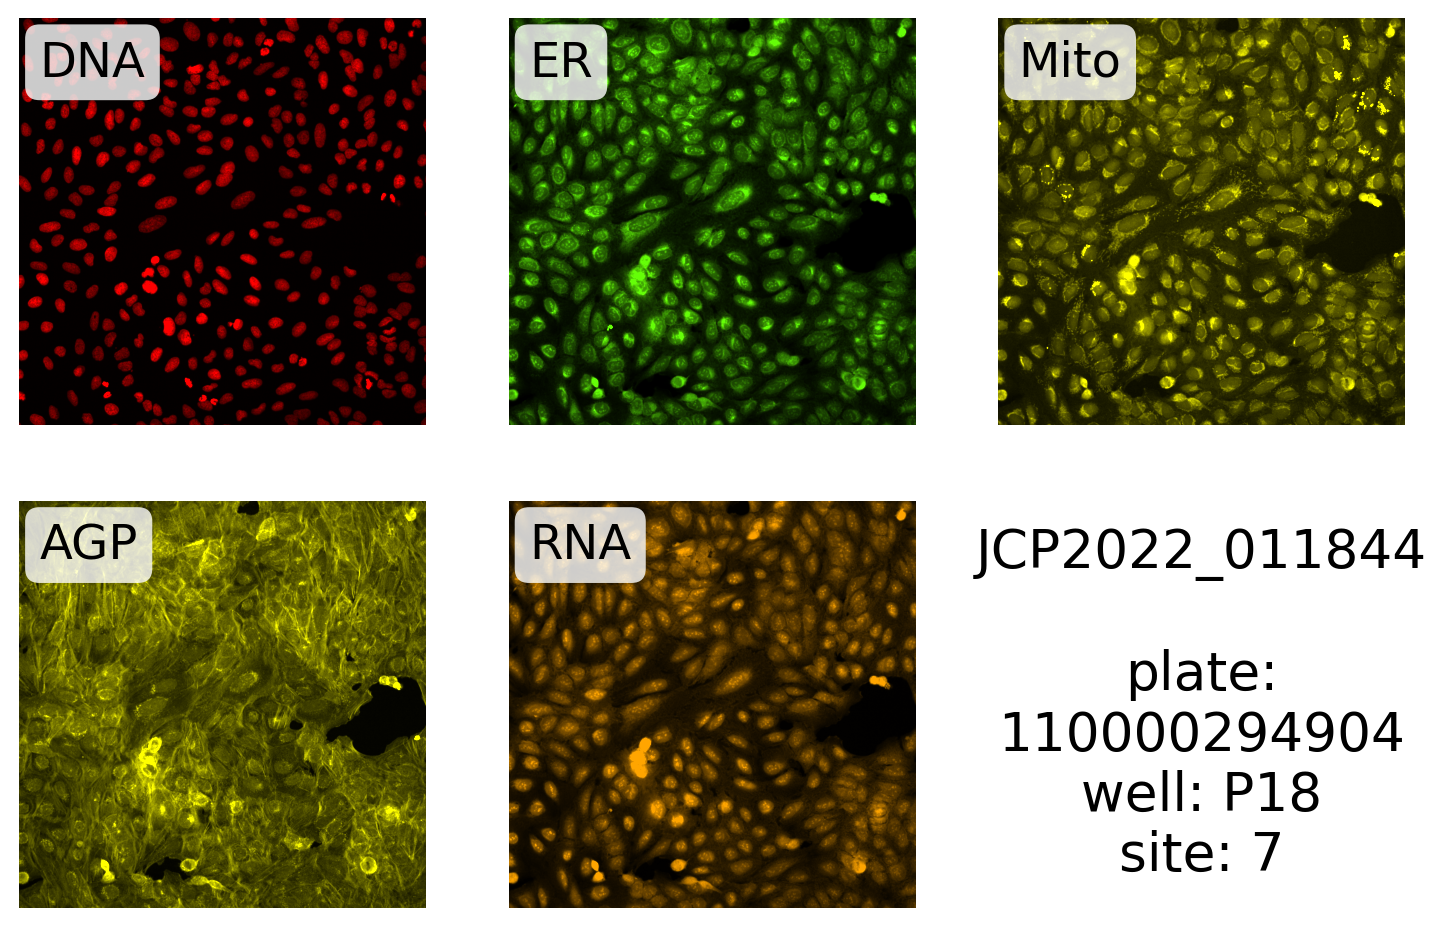 DNA
ER
Mito
AGP
RNA
JCP2022_011844
plate:
110000294904
well: P18
site: 7